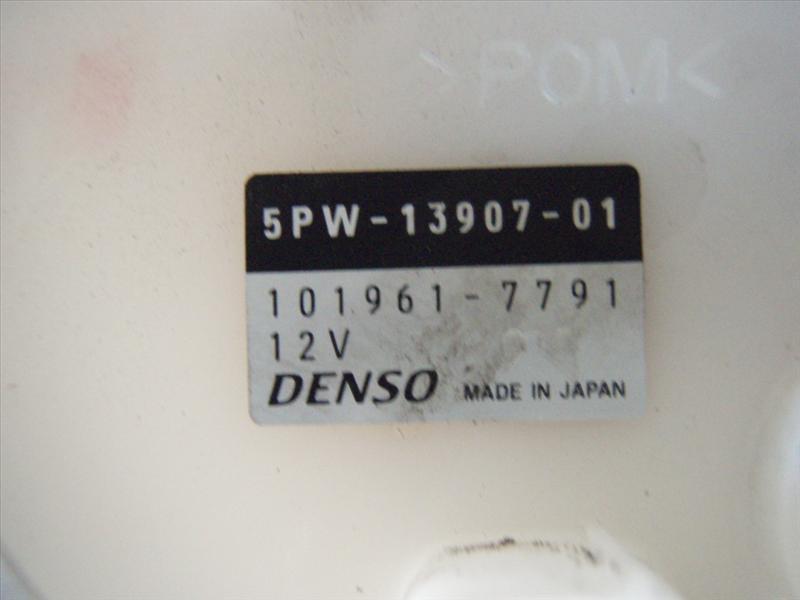 >POM<
5PW-13907-01
101961-7791
12V
DENSO MADE IN JAPAN